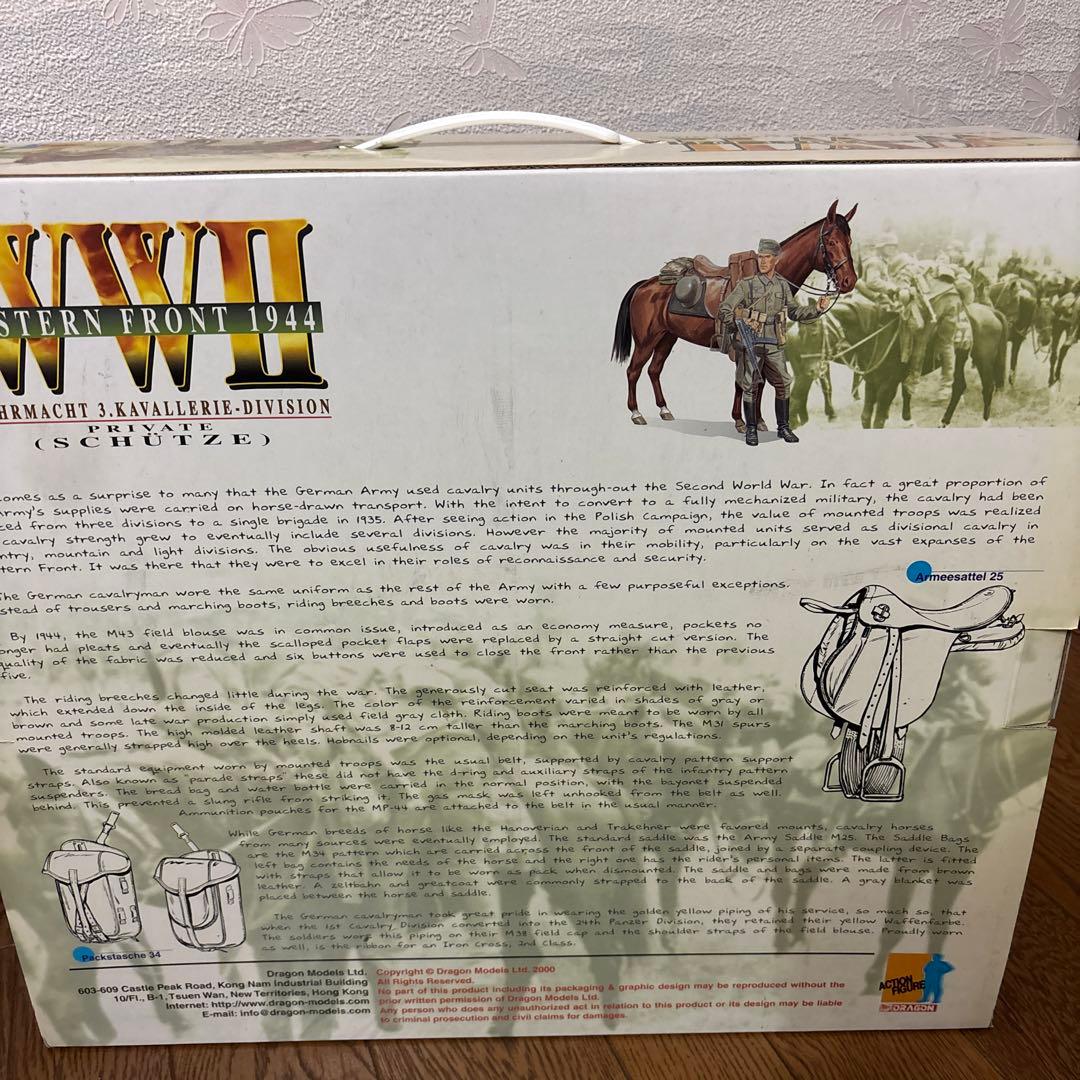 WWII
STERN FRONT 1944
HRMACHT 3.KAVALLERIE-DIVISION
PRIVATE
(SCHÜTZE)
omes as a surprise to many that the German Army used cavalry units through-out the Second World War. In fact a great proportion of
rmy's supplies were carried on horse-drawn transport. With the intent to convert to a fully mechanized military, the cavalry had been
ced from three divisions to a single brigade in 1935. After seeing action in the Polish Campaign, the value of mounted troops was realized
cavalry strength grew to eventually include several divisions. However the majority of mounted units served as divisional cavalry in
ntry, mountain and light divisions. The obvious usefulness of cavalry was in their mobility, particularly on the vast expanses of the
tern Front. It was there that they were to excel in their roles of reconnaissance and security.
Armeesattel 25
he German cavalryman wore the same uniform as the rest of the Army with a few purposeful exceptions.
stead of trousers and marching boots, riding breeches and boots were worn.
By 1944, the M43 field blouse was in common issue, introduced as an economy measure, pockets no
onger had pleats and eventually the scalloped pocket flaps were replaced by a straight cut version. The
quality of the fabric was reduced and six buttons were used to close the front rather than the previous
five.
The riding breeches changed little during the war. The generously cut seat was reinforced with leather,
which extended down the inside of the legs. The color of the reinforcement varied in shades of gray or
brown and some late war production simply used field gray cloth. Riding boots were meant to be worn by all
mounted troops. The high molded leather shaft was 8-12 cm taller than the marching boots. The M31 spurs
were generally strapped high over the heels. Hobnails were optional, depending on the unit's regulations.
The standard equipment worn by mounted troops was the usual belt, supported by cavalry pattern support
straps. Also known as "parade straps" these did not have the d-ring and auxiliary straps of the infantry pattern
suspenders. The bread bag and water bottle were carried in the normal position, with the bayonet suspended
behind. This prevented a slung rifle from striking it. The gas mask was left unhooked from the belt as well.
Ammunition pouches for the MP-44 are attached to the belt in the usual manner.
While German breeds of horse like the Hanoverian and Trakehner were favored mounts, cavalry horses
from many sources were eventually employed. The standard saddle was the Army Saddle M25. The Saddle Bags
are the M34 pattern which are carried across the front of the saddle, joined by a separate coupling device. The
left bag contains the needs of the horse and the right one has the rider's personal items. The latter is fitted
with straps that allow it to be worn as pack when dismounted. The saddle and bags were made from brown
leather. A zeltbahn and greatcoat were commonly strapped to the back of the saddle. A gray blanket was
placed between the horse and saddle.
The German cavalryman took great pride in wearing the golden yellow piping of his service, so much so, that
when the 1st Cavalry Division converted into the 24th Panzer Division, they retained their yellow Waffenfarbe.
The soldiers wore this piping on their M38 field cap and the shoulder straps of the field blouse. Proudly worn
as well, is the ribbon for an Iron Cross, 2nd Class.
Packstasche 34
Dragon Models Ltd.
603-609 Castle Peak Road, Kong Nam Industrial Building
10/Fl., B-1, Tsuen Wan, New Territories, Hong Kong
Internet: http://www.dragon-models.com
E-mail: info@dragon-models.com
Copyright © Dragon Models Ltd. 2000
All Rights Reserved.
No part of this product including its packaging & graphic design may be reproduced without the
prior written permission of Dragon Models Ltd.
Any person who does any unauthorized act in relation to this product or its design may be liable
to criminal prosecution and civil claims for damages.
ACTION
FIGURE
DRAGON